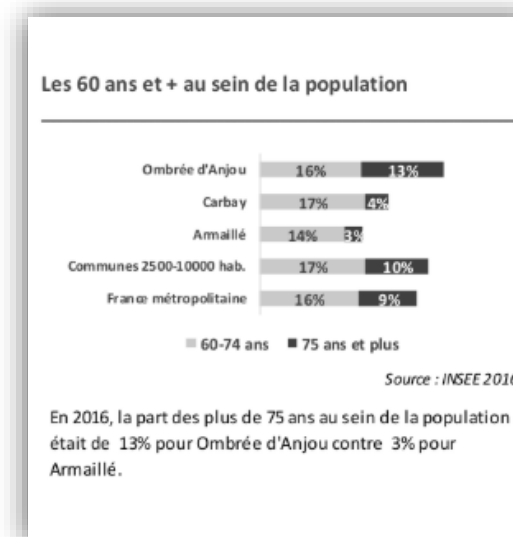 Les 60 ans et + au sein de la population
Ombrée d'Anjou 16% 13%
Carbay 17% 4%
Armaillé 14% 3%
Communes 2500-10000 hab. 17% 10%
France métropolitaine 16% 9%
60-74 ans 75 ans et plus
Source : INSEE 2016
En 2016, la part des plus de 75 ans au sein de la population
était de 13% pour Ombrée d'Anjou contre 3% pour
Armaillé.